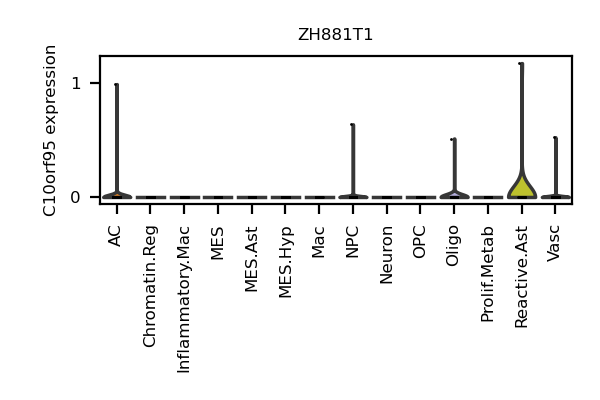 ZH881T1
C10orf95 expression
1
0
AC
Chromatin.Reg
Inflammatory.Mac
MES
MES.Ast
MES.Hyp
Mac
NPC
Neuron
OPC
Oligo
Prolif.Metab
Reactive.Ast
Vasc